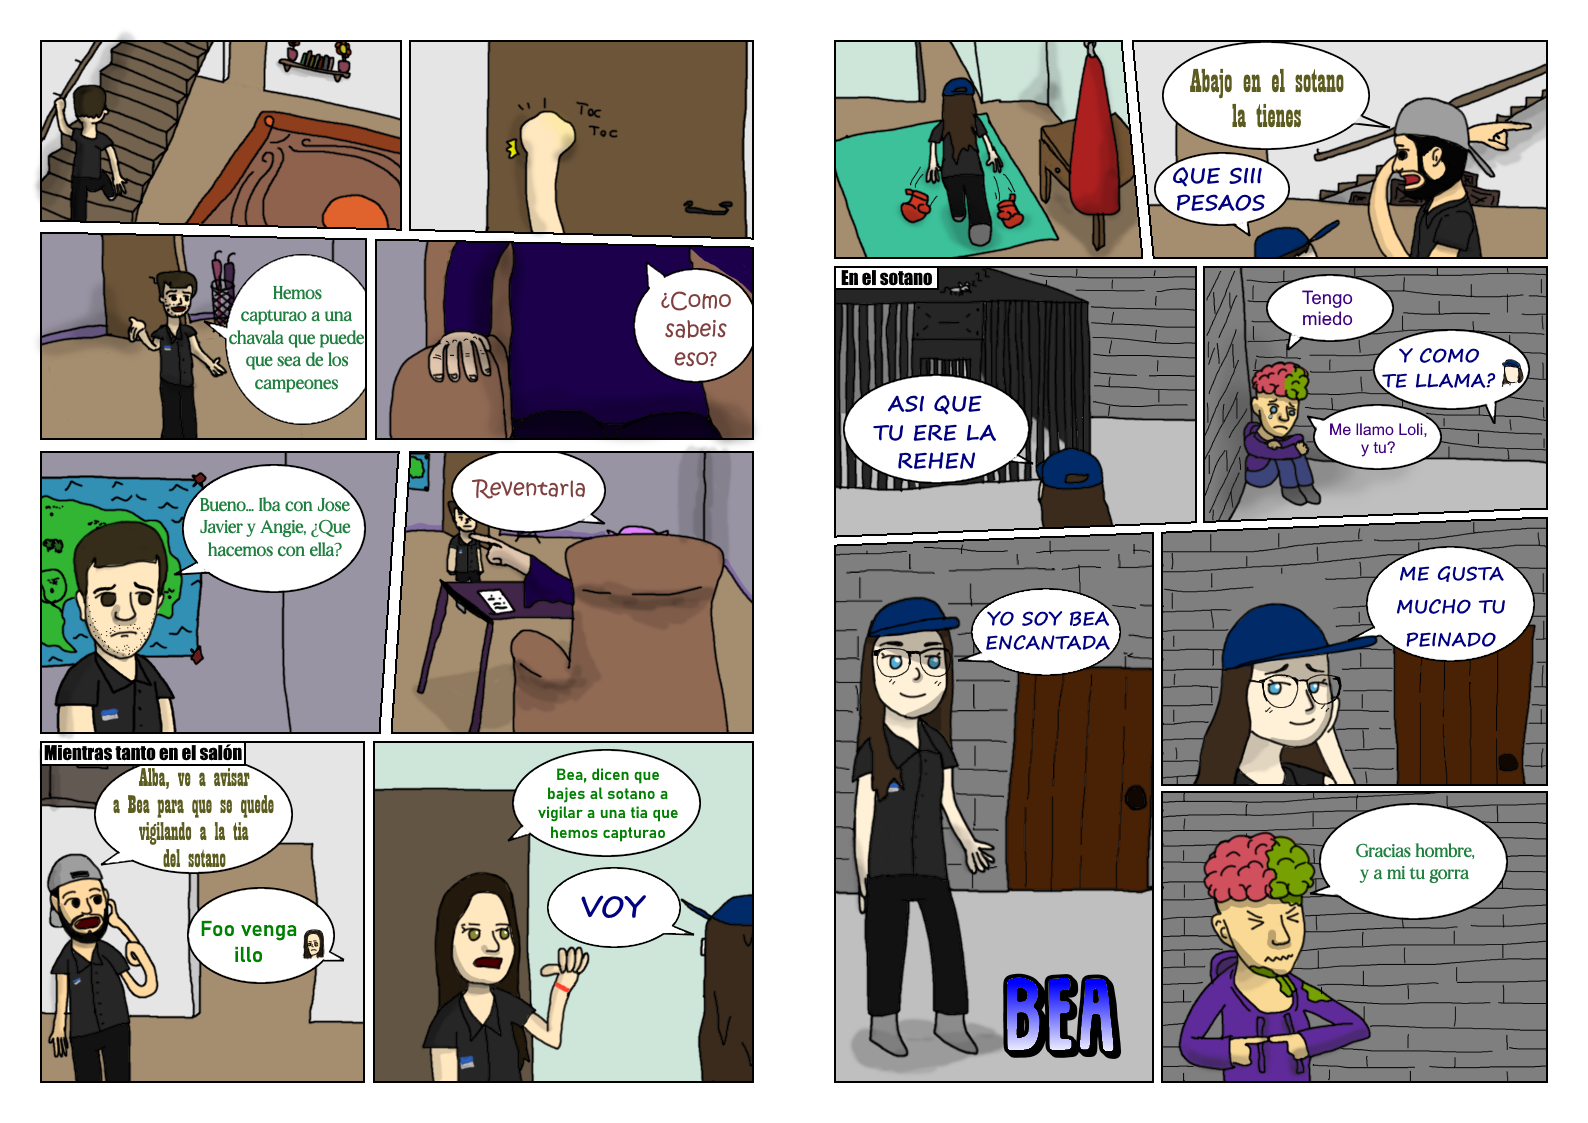 Toc
Toc
Hemos
capturao a una
chavala que puede
que sea de los
campeones
¿Como
sabeis
eso?
Bueno... Iba con Jose
Javier y Angie, ¿Que
hacemos con ella?
Reventarla
Mientras tanto en el salón
Alba, ve a avisar
a Bea para que se quede
vigilando a la tia
del sotano
Foo venga
illo
Bea, dicen que
bajes al sotano a
vigilar a una tia que
hemos capturao
VOY
Abajo en el sotano
la tienes
QUE SIII
PESAOS
En el sotano
ASI QUE
TU ERE LA
REHEN
Tengo
miedo
Y COMO
TE LLAMA?
Me llamo Loli,
y tu?
YO SOY BEA
ENCANTADA
BEA
ME GUSTA
MUCHO TU
PEINADO
Gracias hombre,
y a mi tu gorra